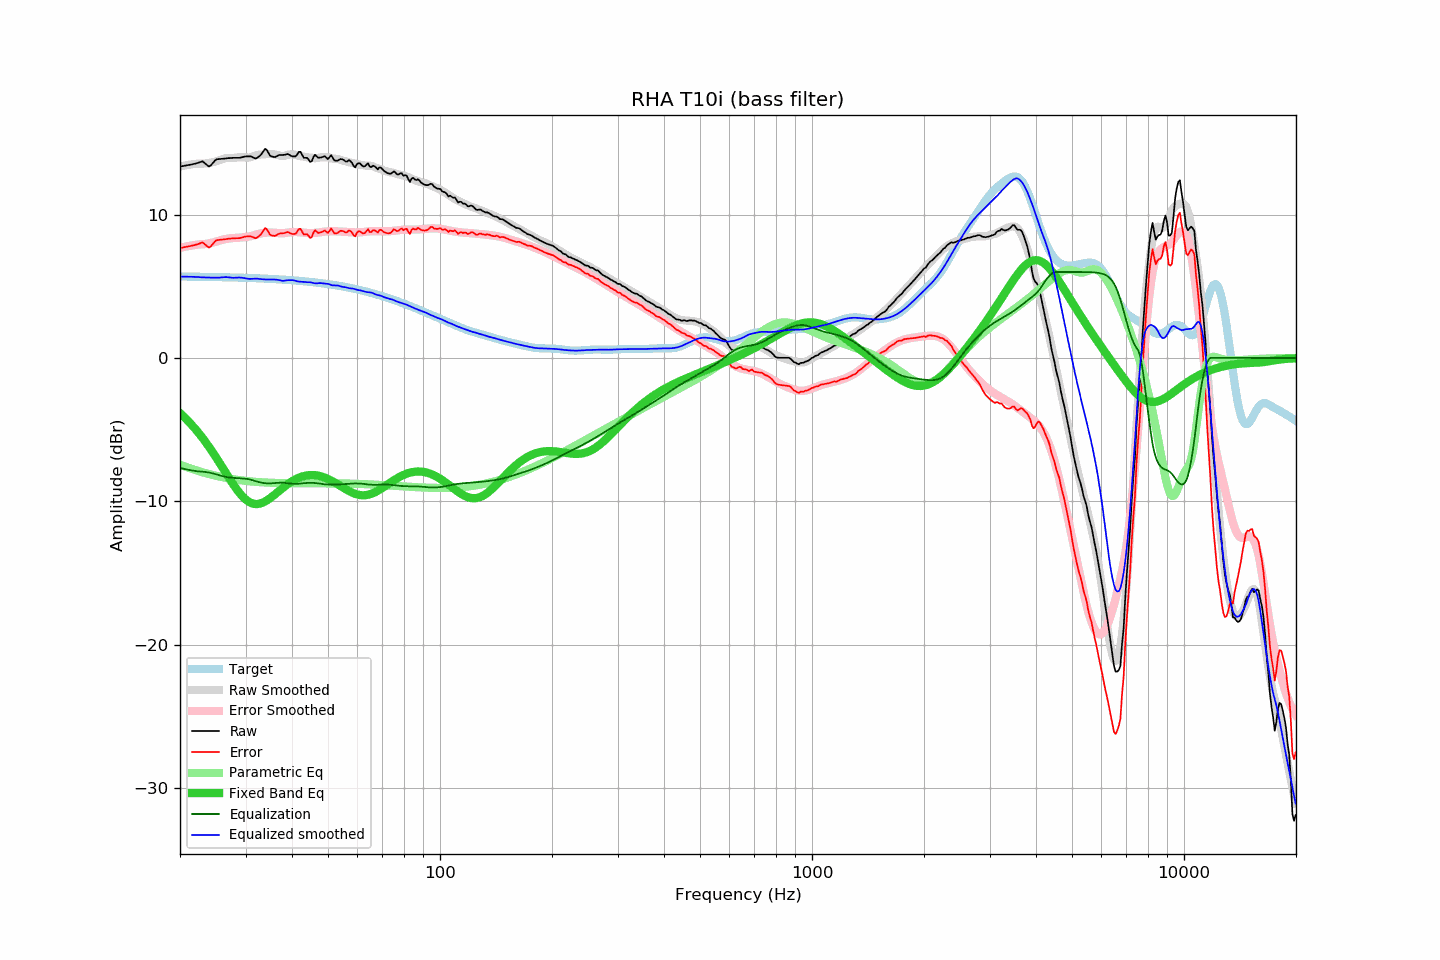 RHA T10i (bass filter)
10
0
−10
−20
−30
Amplitude (dBr)
Target
Raw Smoothed
Error Smoothed
Raw
Error
Parametric Eq
Fixed Band Eq
Equalization
Equalized smoothed
100
1000
10000
Frequency (Hz)